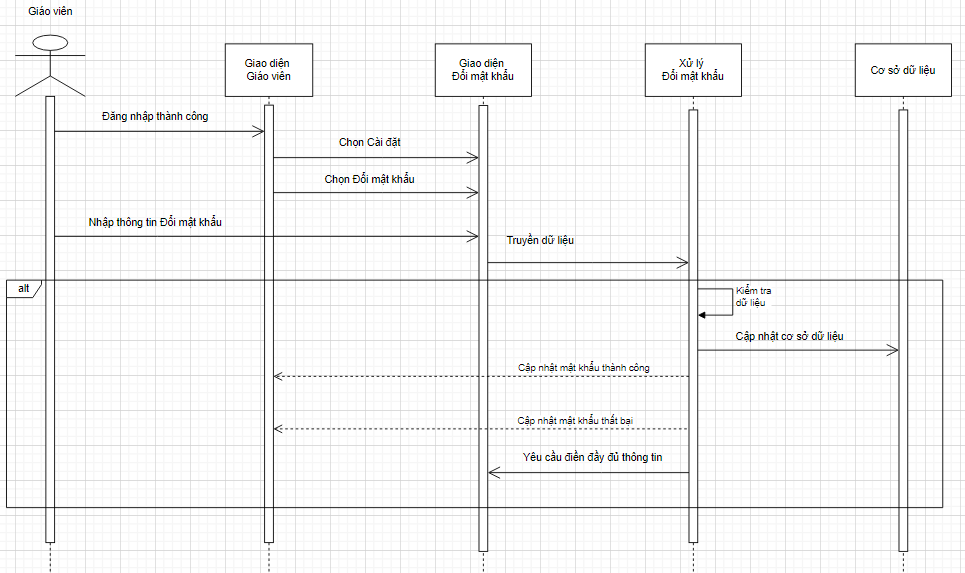 Giáo viên
Giao diện
Giáo viên
Giao diện
Đổi mật khẩu
Xử lý
Đổi mật khẩu
Cơ sở dữ liệu
Đăng nhập thành công
Chọn Cài đặt
Chọn Đổi mật khẩu
Nhập thông tin Đổi mật khẩu
Truyền dữ liệu
alt
Kiểm tra
dữ liệu
Cập nhật cơ sở dữ liệu
Cập nhật mật khẩu thành công
Cập nhật mật khẩu thất bại
Yêu cầu điền đầy đủ thông tin